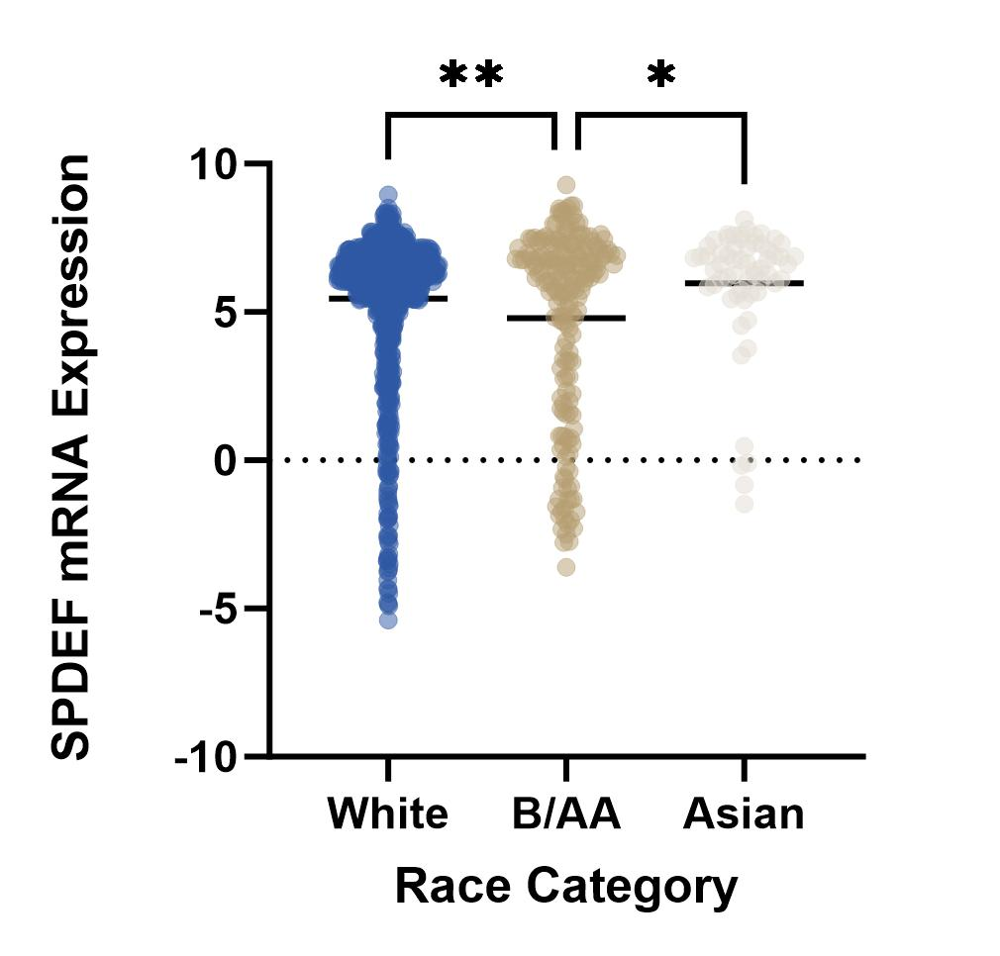 ** *
SPDEF mRNA Expression
10
5
0
-5
-10
White B/AA Asian
Race Category